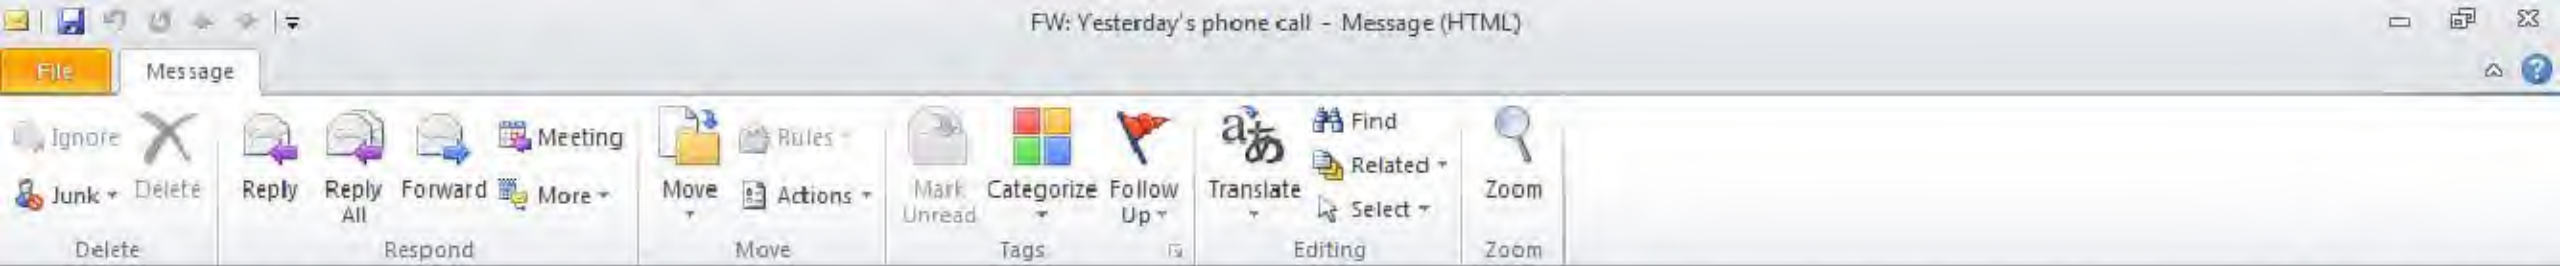 FW: Yesterday's phone call - Message (HTML)
File Message
Ignore
Junk
Delete
Delete
Reply
Reply All
Forward
Meeting
More
Respond
Move
Rules
Actions
Move
Mark Unread
Categorize
Follow Up
Tags
Translate
Find
Related
Select
Editing
Zoom
Zoom